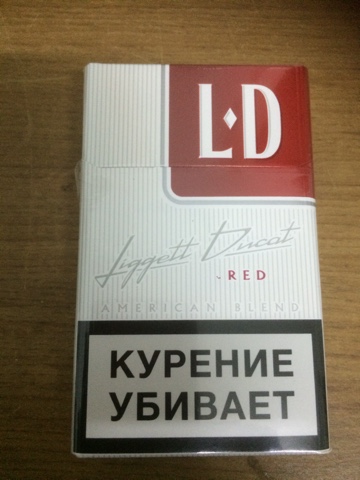 L·D
Liggett Ducat
RED
AMERICAN BLEND
КУРЕНИЕ
УБИВАЕТ